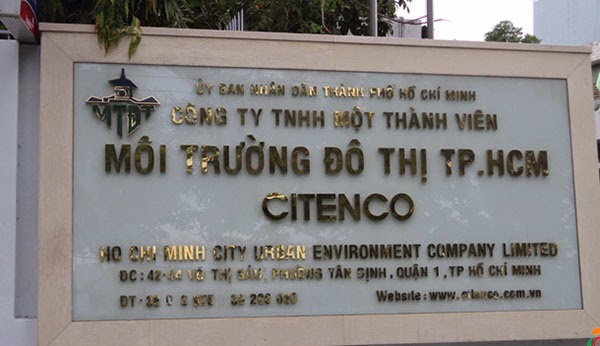 MTĐT
ỦY BAN NHÂN DÂN THÀNH PHỐ HỒ CHÍ MINH
CÔNG TY TNHH MỘT THÀNH VIÊN
MÔI TRƯỜNG ĐÔ THỊ TP.HCM
CITENCO
HO CHI MINH CITY URBAN ENVIRONMENT COMPANY LIMITED
ĐC: 42-44 VÕ THỊ SÁU, PHƯỜNG TÂN ĐỊNH, QUẬN 1, TP HỒ CHÍ MINH
ĐT Website: www.citenco.com.vn